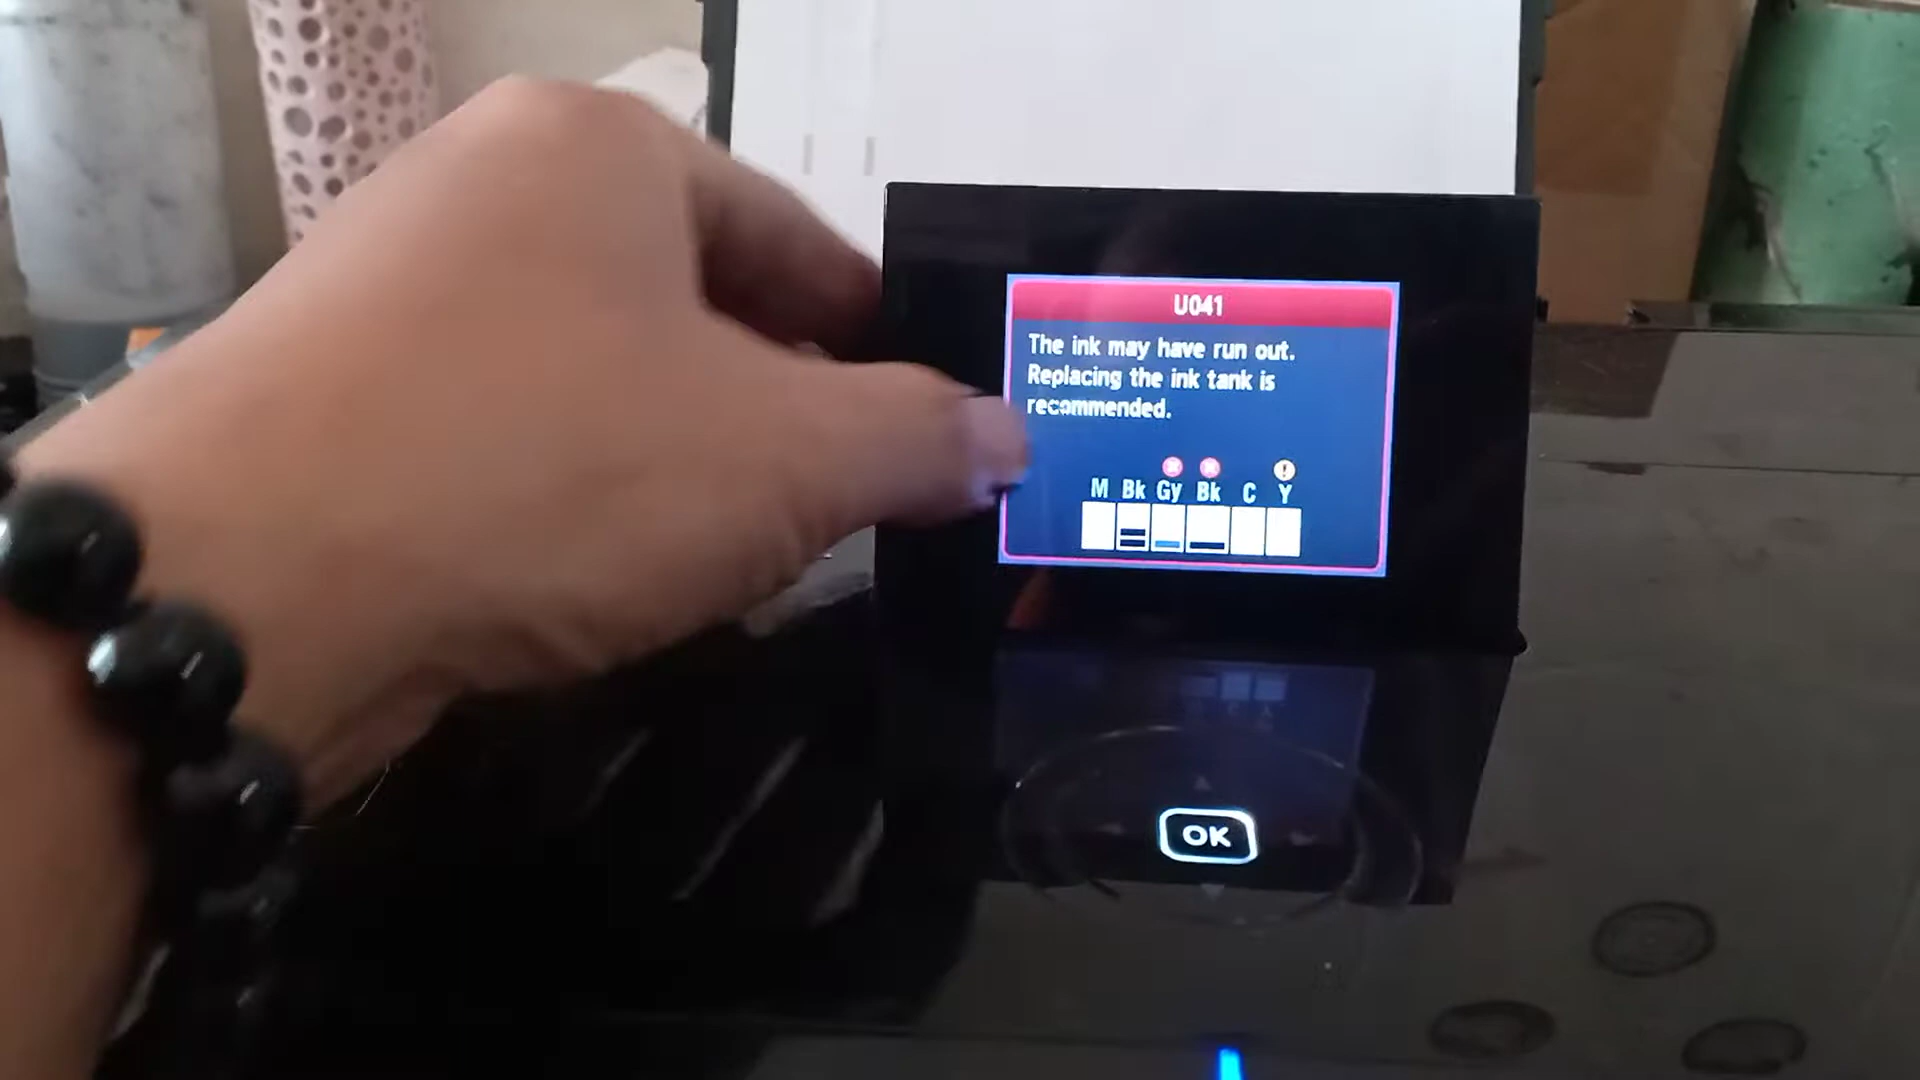 U041
The ink may have run out.
Replacing the ink tank is
recommended.
M Bk Gy Bk C Y
OK